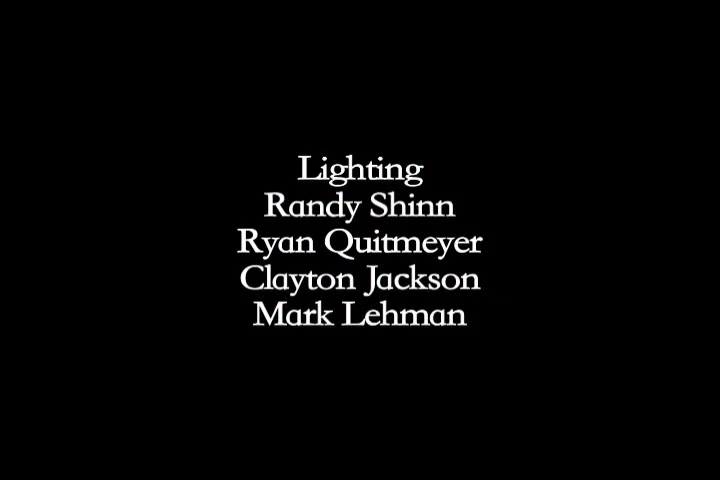 Lighting
Randy Shinn
Ryan Quitmeyer
Clayton Jackson
Mark Lehman